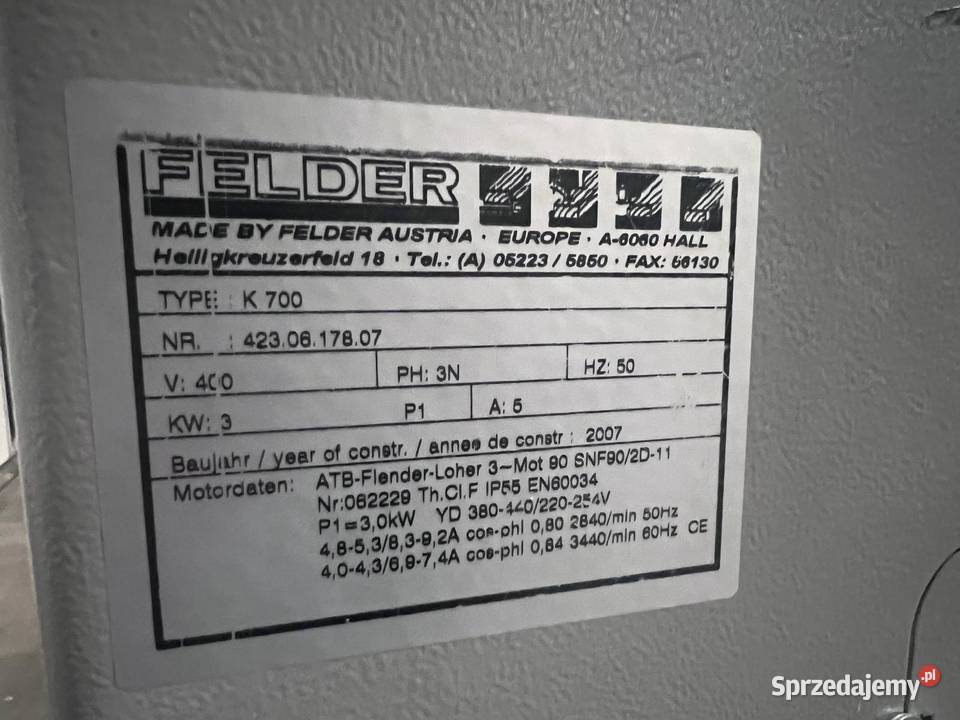 FELDER
MADE BY FELDER AUSTRIA · EUROPE · A-6060 HALL
Heiligkreuzerfeld 18 · Tel.: (A) 05223 / 5850 · FAX: 56130
TYPE : K 700
NR. : 423.06.178.07
V: 400 PH: 3N HZ: 50
KW: 3 P1 A: 5
Baujahr / year of constr. / annee de constr : 2007
Motordaten: ATB-Flender-Loher 3~Mot 90 SNF90/2D-11
Nr:062229 Th.Cl.F IP55 EN60034
P1=3,0kW YD 380-440/220-254V
4,8-5,3/8,3-9,2A cos-phi 0,80 2840/min 50Hz
4,0-4,3/6,9-7,4A cos-phi 0,84 3440/min 60Hz CE
Sprzedajemy.pl